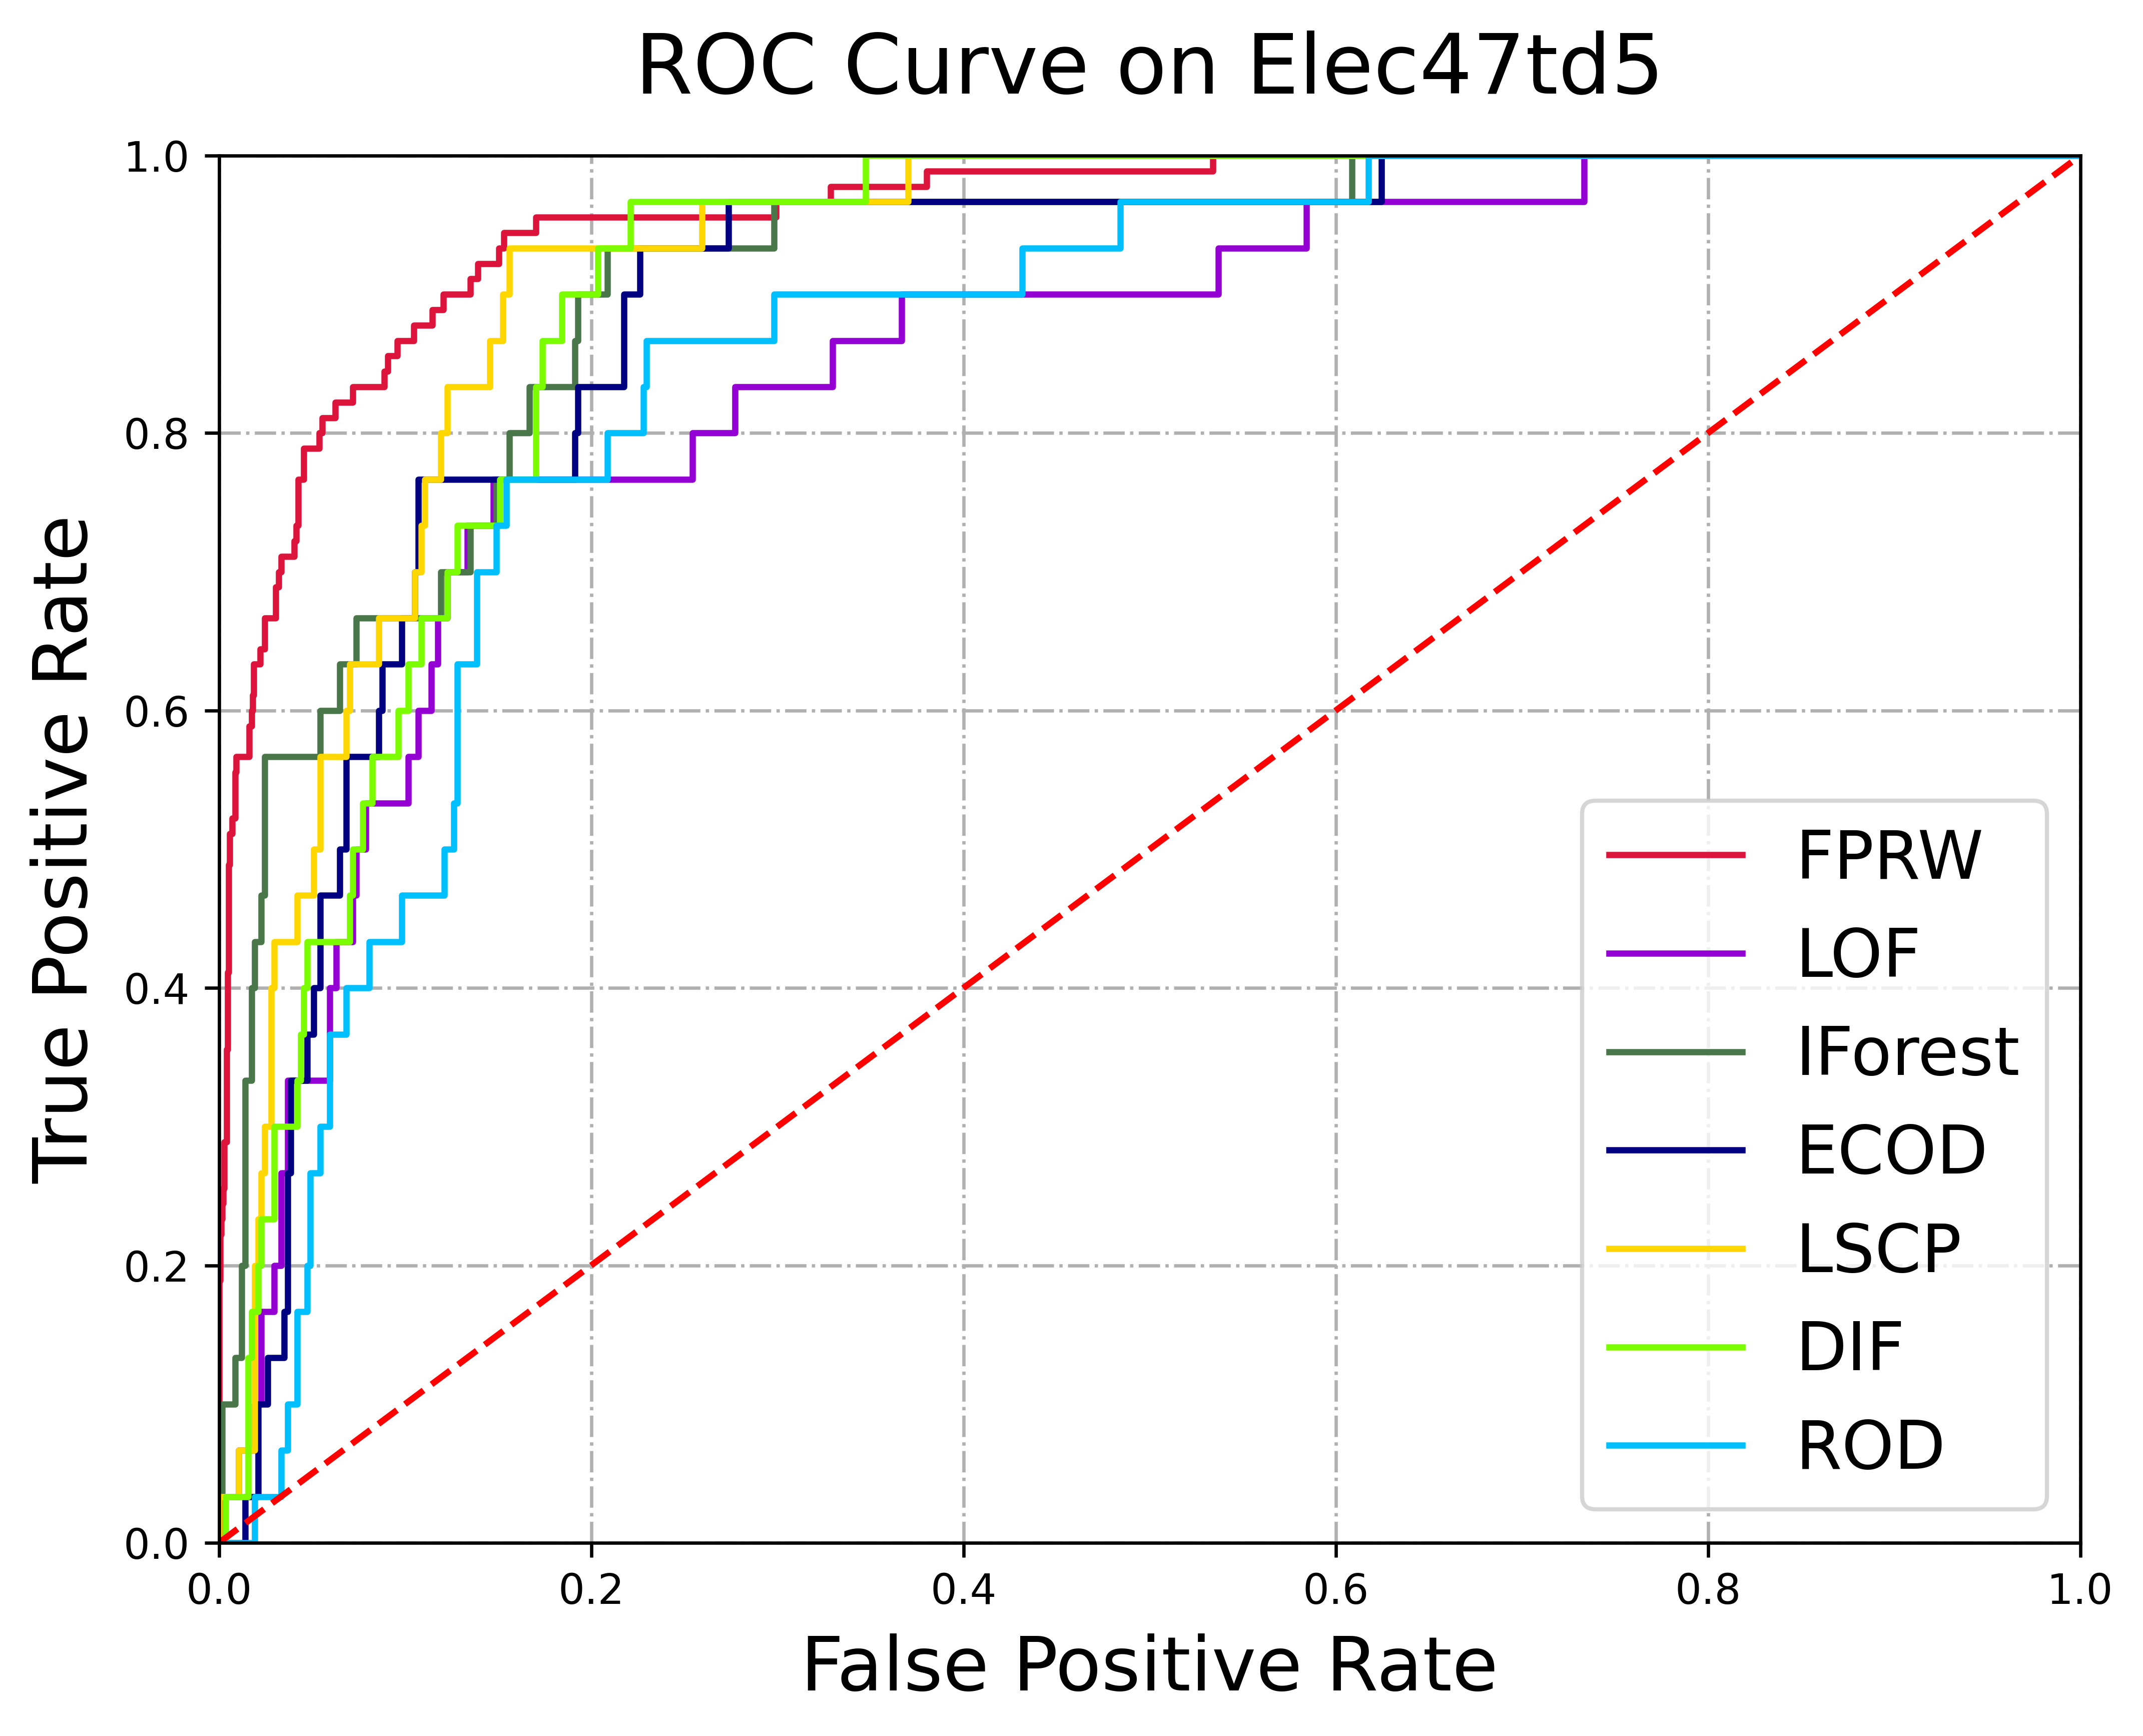 ROC Curve on Elec47td5
1.0
0.8
0.6
0.4
0.2
0.0
True Positive Rate
FPRW
LOF
IForest
ECOD
LSCP
DIF
ROD
0.0 0.2 0.4 0.6 0.8 1.0
False Positive Rate